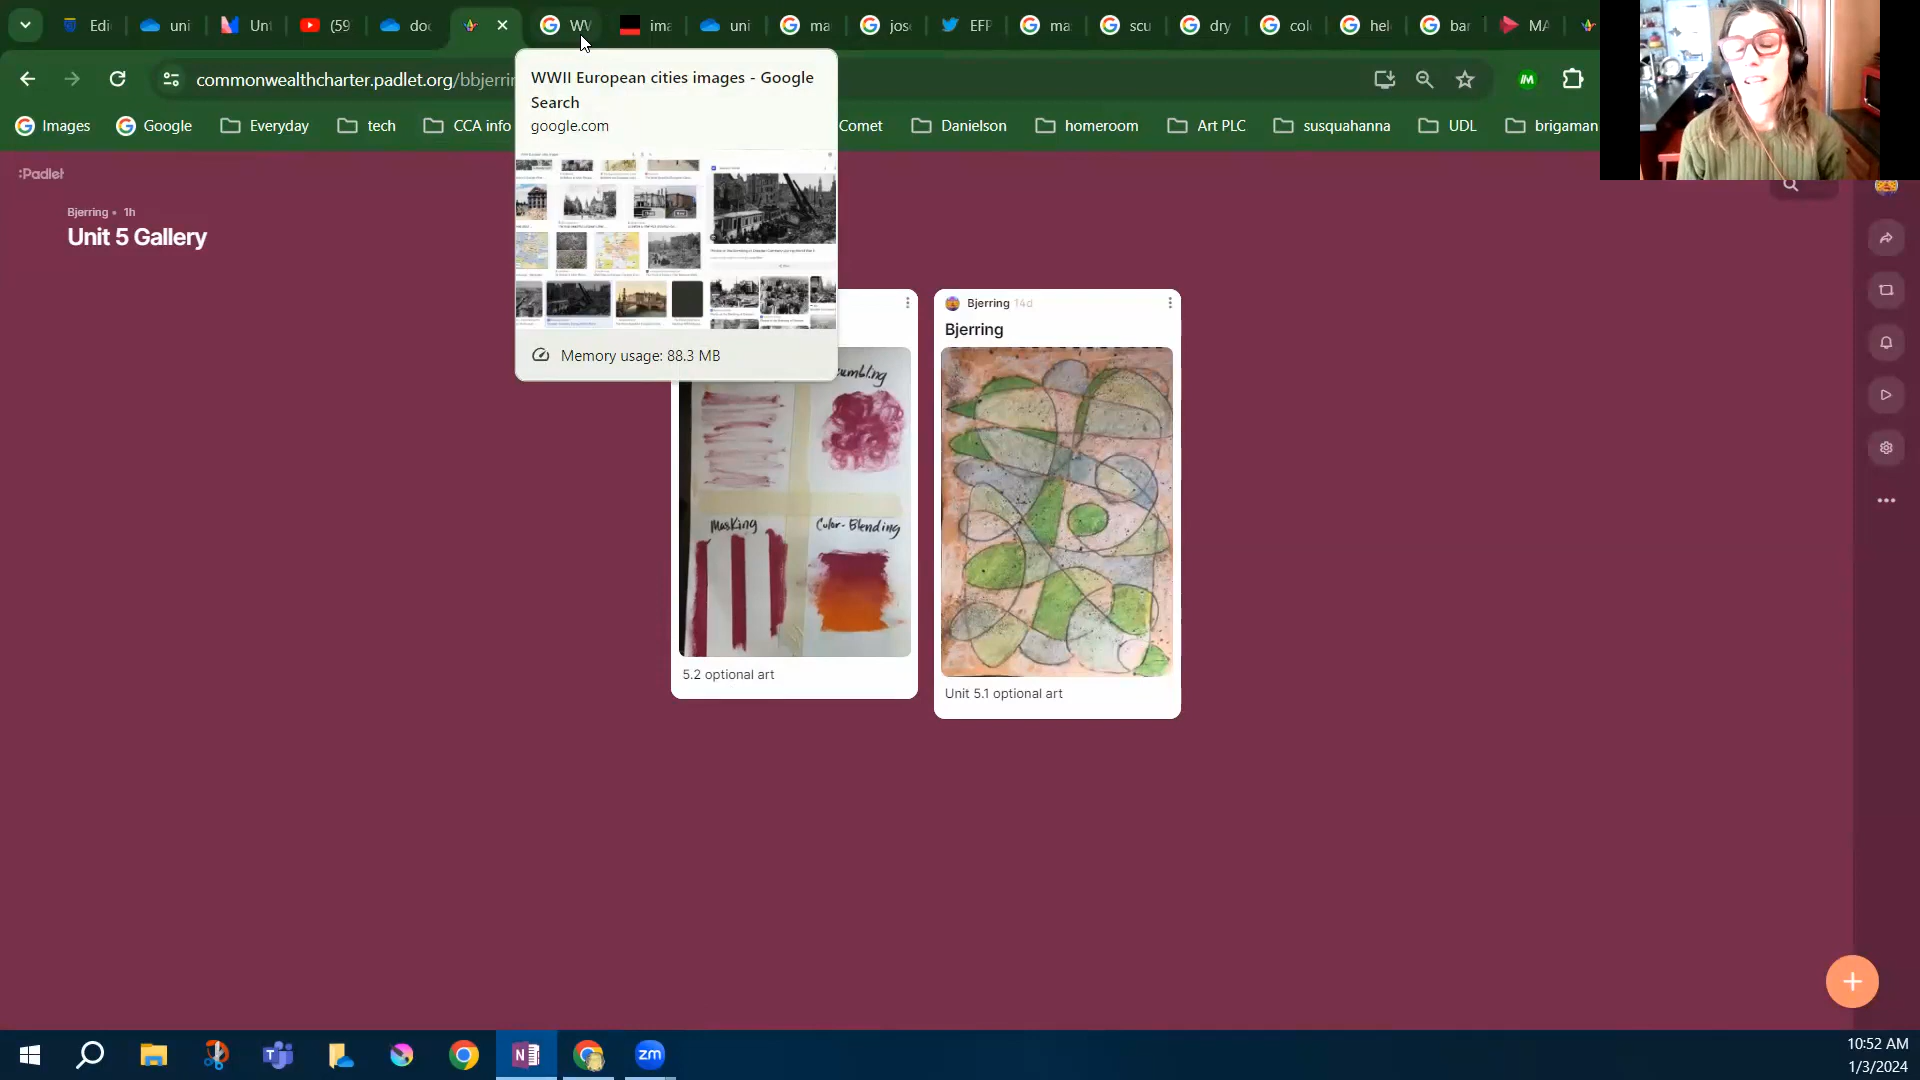 Edi
uni
Unt
(59
doc
WV
ima
uni
ma
jos
EFP
ma
scu
dry
col
hel
bar
MA
commonwealthcharter.padlet.org/bbjerrin
WWII European cities images - Google
Search
google.com
Memory usage: 88.3 MB
Images
Google
Everyday
tech
CCA info
Comet
Danielson
homeroom
Art PLC
susquahanna
UDL
brigaman
:Padlet
Bjerring • 1h
Unit 5 Gallery
umbling
Masking
Color-Blending
5.2 optional art
Bjerring 14d
Bjerring
Unit 5.1 optional art
zm
10:52 AM
1/3/2024